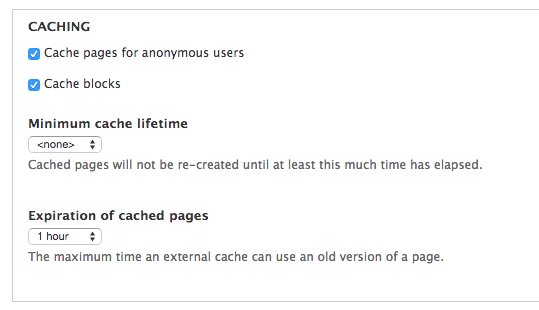 CACHING
Cache pages for anonymous users
Cache blocks
Minimum cache lifetime
<none>
Cached pages will not be re-created until at least this much time has elapsed.
Expiration of cached pages
1 hour
The maximum time an external cache can use an old version of a page.